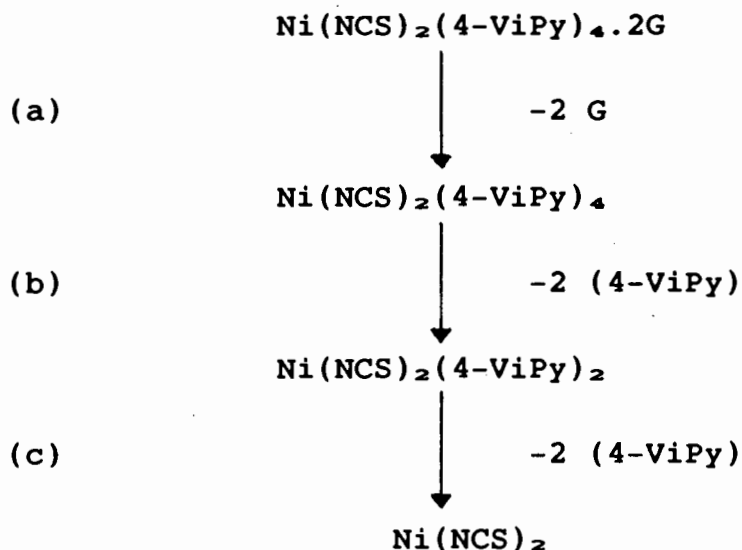 Ni(NCS)₂(4-ViPy)₄.2G
(a) -2 G
Ni(NCS)₂(4-ViPy)₄
(b) -2 (4-ViPy)
Ni(NCS)₂(4-ViPy)₂
(c) -2 (4-ViPy)
Ni(NCS)₂